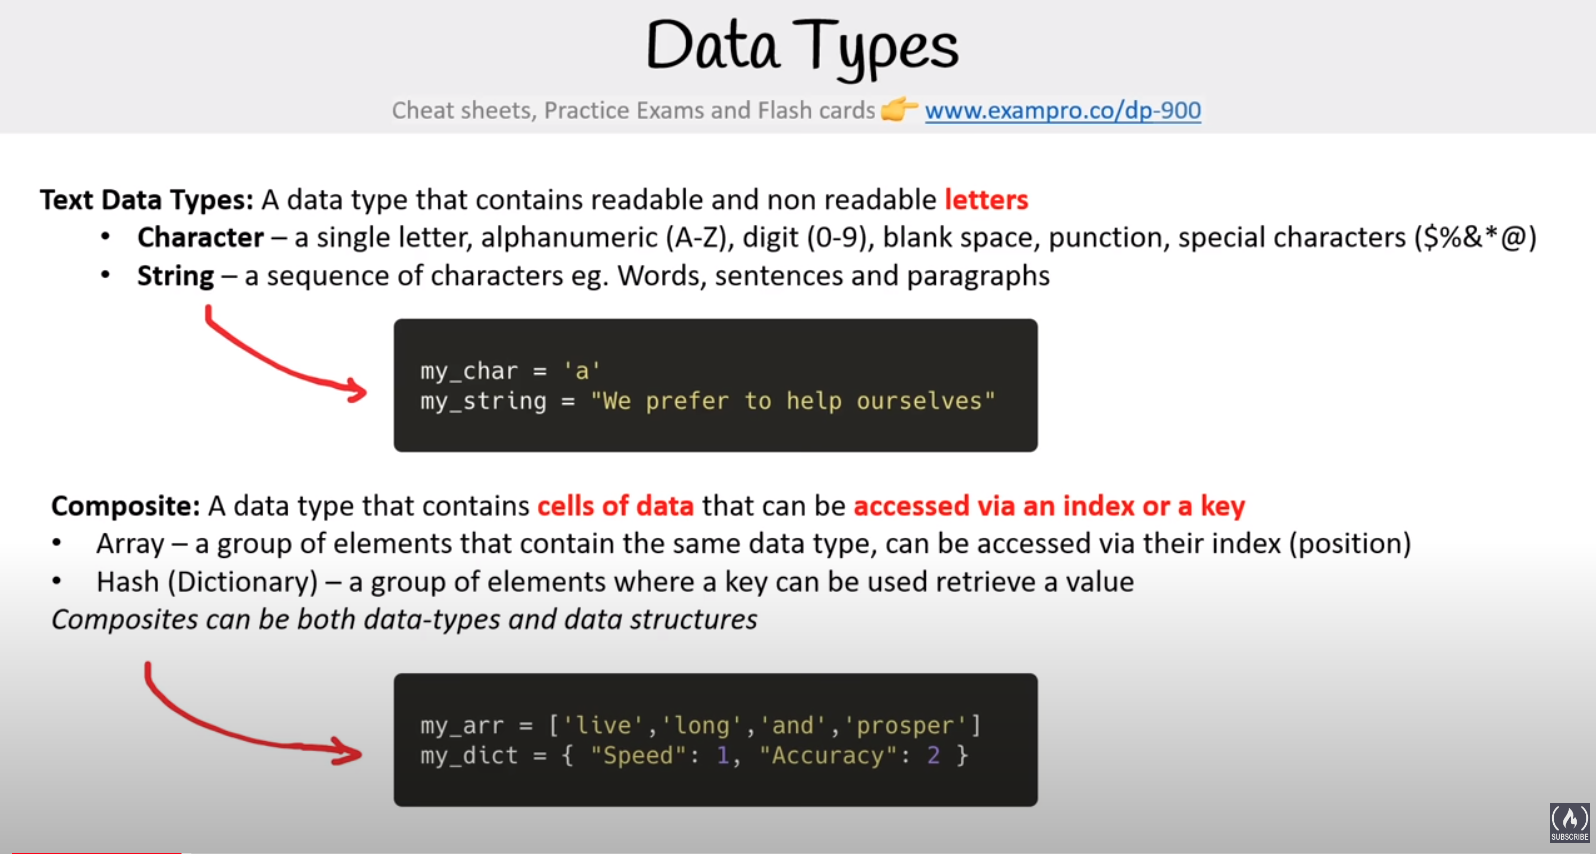 Data Types
Cheat sheets, Practice Exams and Flash cards 👉 www.exampro.co/dp-900
Text Data Types: A data type that contains readable and non readable letters
• Character – a single letter, alphanumeric (A-Z), digit (0-9), blank space, punction, special characters ($%&*@)
• String – a sequence of characters eg. Words, sentences and paragraphs
my_char = 'a'
my_string = "We prefer to help ourselves"
Composite: A data type that contains cells of data that can be accessed via an index or a key
• Array – a group of elements that contain the same data type, can be accessed via their index (position)
• Hash (Dictionary) – a group of elements where a key can be used retrieve a value
Composites can be both data-types and data structures
my_arr = ['live','long','and','prosper']
my_dict = { "Speed": 1, "Accuracy": 2 }
SUBSCRIBE